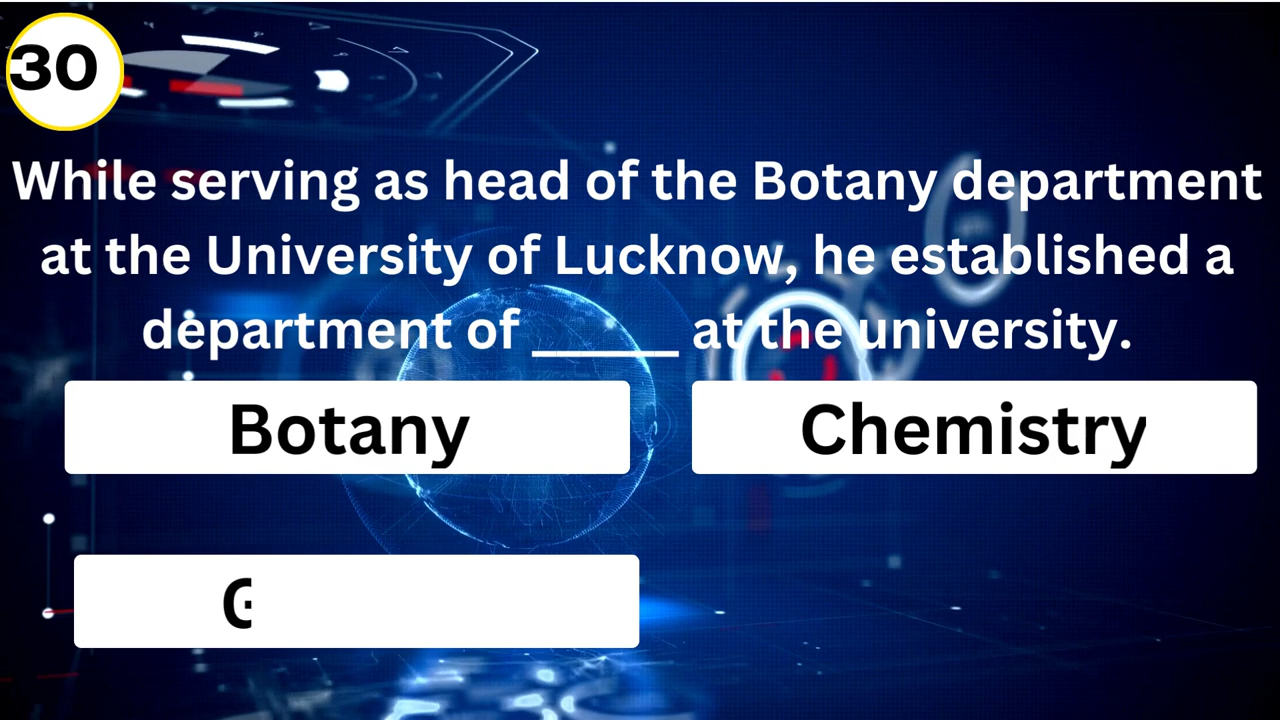 30
While serving as head of the Botany department
at the University of Lucknow, he established a
department of ______ at the university.
Botany
Chemistry
G